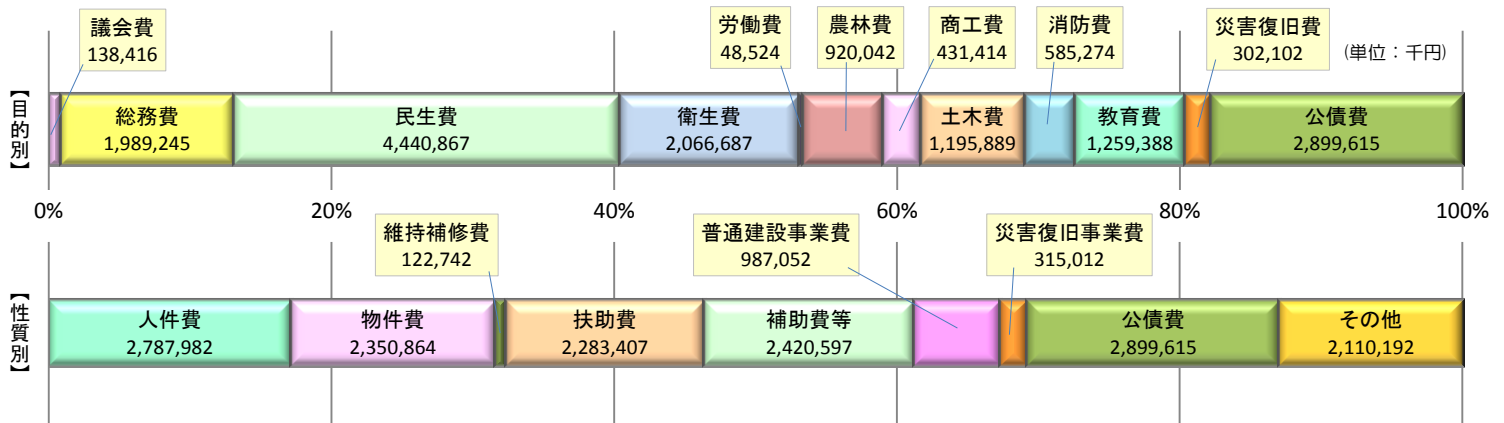 議会費
138,416
労働費
48,524
農林費
920,042
商工費
431,414
消防費
585,274
災害復旧費
302,102
(単位：千円)
【目的別】
総務費
1,989,245
民生費
4,440,867
衛生費
2,066,687
土木費
1,195,889
教育費
1,259,388
公債費
2,899,615
0%
20%
40%
60%
80%
100%
維持補修費
122,742
普通建設事業費
987,052
災害復旧事業費
315,012
【性質別】
人件費
2,787,982
物件費
2,350,864
扶助費
2,283,407
補助費等
2,420,597
公債費
2,899,615
その他
2,110,192